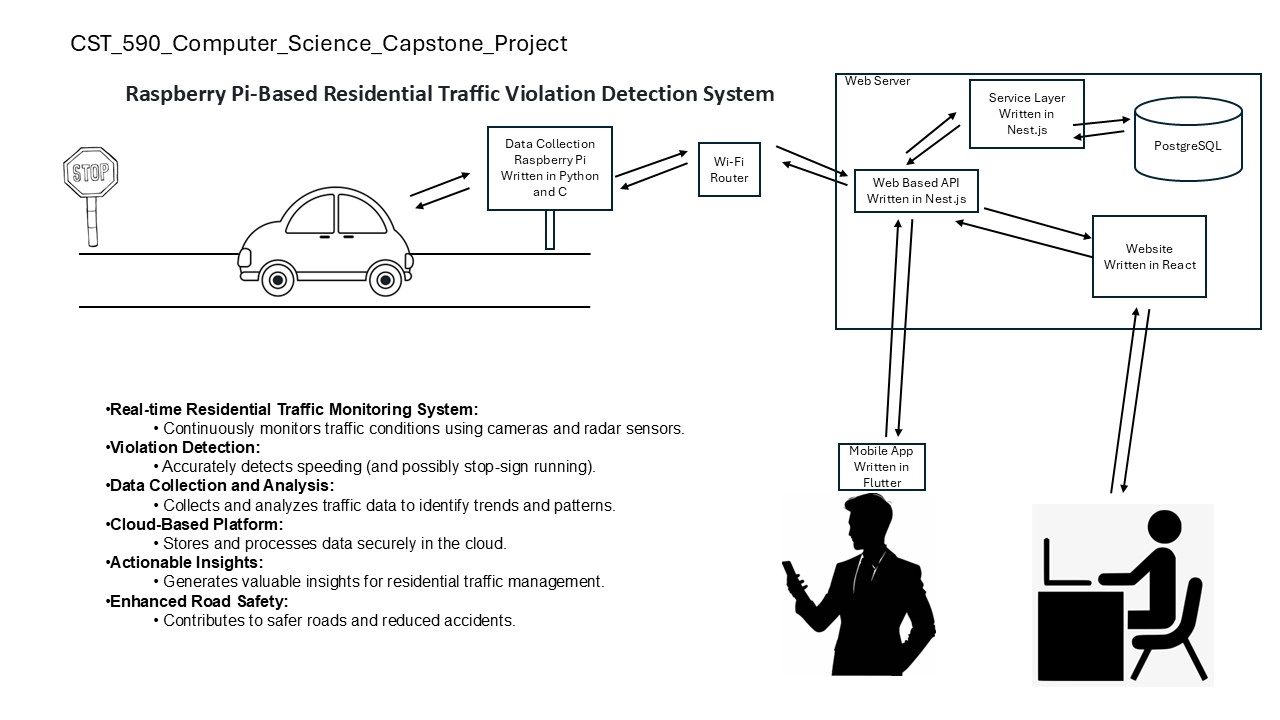 CST_590_Computer_Science_Capstone_Project
Raspberry Pi-Based Residential Traffic Violation Detection System
STOP
Data Collection
Raspberry Pi
Written in Python
and C
Wi-Fi
Router
Web Server
Service Layer
Written in
Nest.js
PostgreSQL
Web Based API
Written in Nest.js
Website
Written in React
Mobile App
Written in
Flutter
•Real-time Residential Traffic Monitoring System:
• Continuously monitors traffic conditions using cameras and radar sensors.
•Violation Detection:
• Accurately detects speeding (and possibly stop-sign running).
•Data Collection and Analysis:
• Collects and analyzes traffic data to identify trends and patterns.
•Cloud-Based Platform:
• Stores and processes data securely in the cloud.
•Actionable Insights:
• Generates valuable insights for residential traffic management.
•Enhanced Road Safety:
• Contributes to safer roads and reduced accidents.